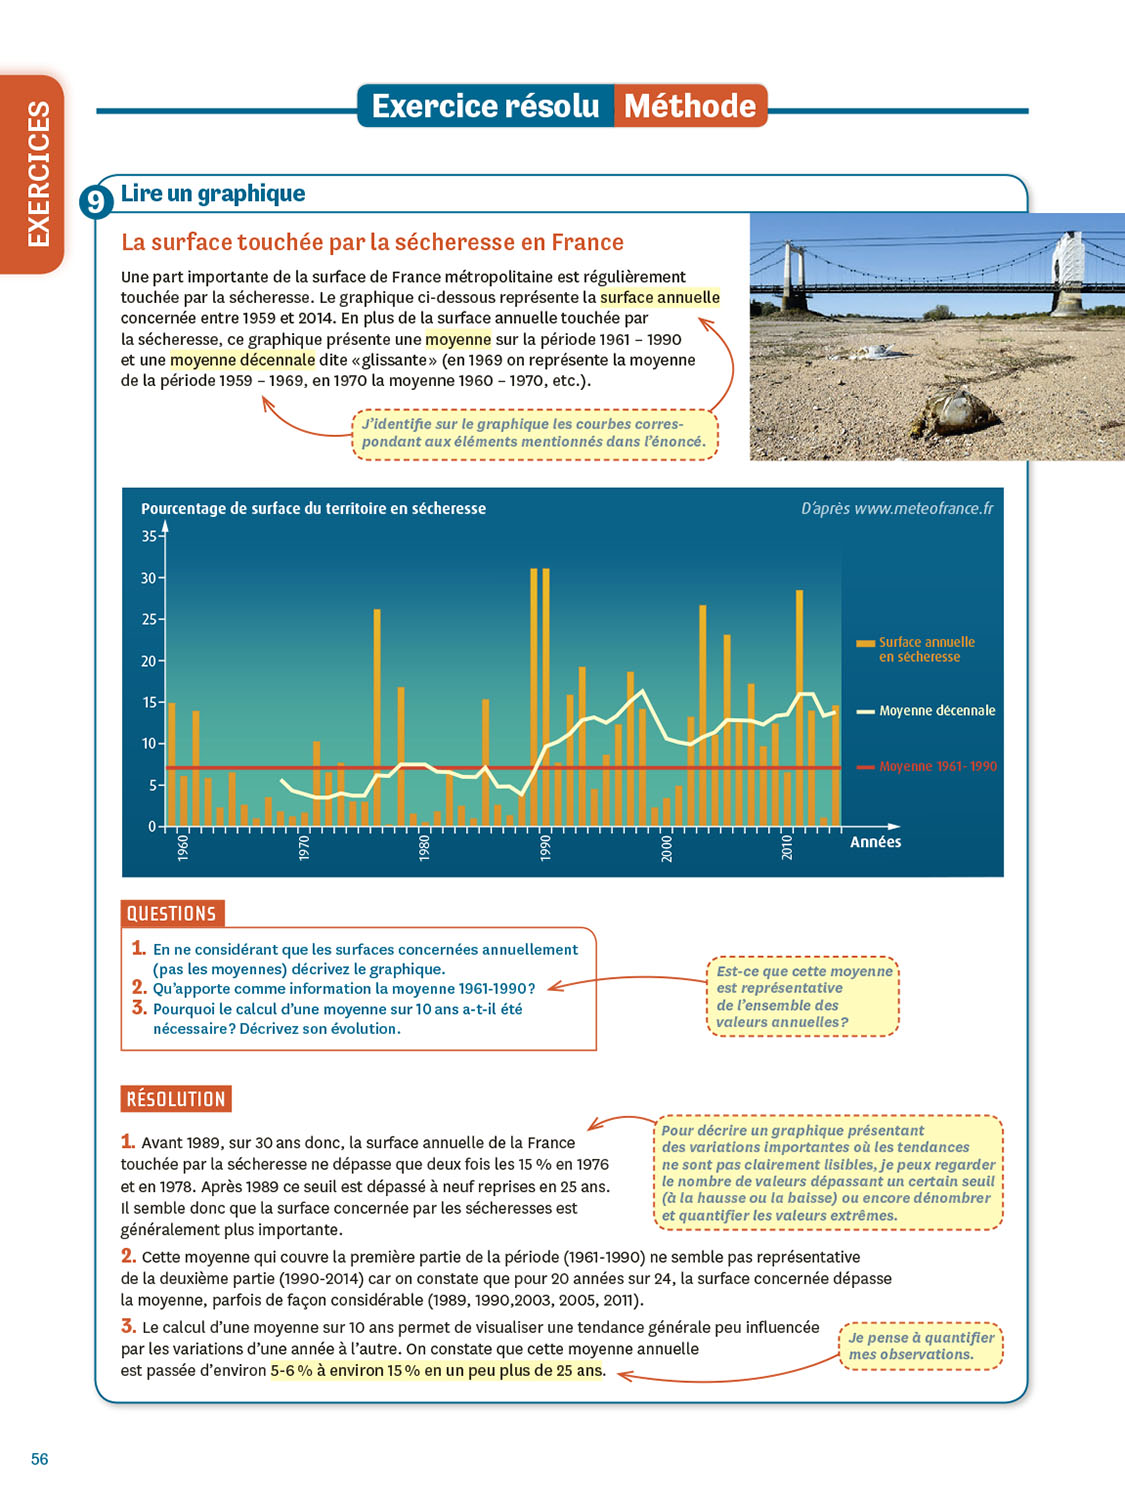 EXERCICES
Exercice résolu Méthode
9 Lire un graphique
La surface touchée par la sécheresse en France
Une part importante de la surface de France métropolitaine est régulièrement
touchée par la sécheresse. Le graphique ci-dessous représente la surface annuelle
concernée entre 1959 et 2014. En plus de la surface annuelle touchée par
la sécheresse, ce graphique présente une moyenne sur la période 1961 – 1990
et une moyenne décennale dite «glissante» (en 1969 on représente la moyenne
de la période 1959 – 1969, en 1970 la moyenne 1960 – 1970, etc.).
J'identifie sur le graphique les courbes corres-
pondant aux éléments mentionnés dans l'énoncé.
Pourcentage de surface du territoire en sécheresse
D'après www.meteofrance.fr
35
30
25
20
15
10
5
0
1960
1970
1980
1990
2000
2010
Années
Surface annuelle
en sécheresse
Moyenne décennale
Moyenne 1961-1990
QUESTIONS
1. En ne considérant que les surfaces concernées annuellement
(pas les moyennes) décrivez le graphique.
2. Qu'apporte comme information la moyenne 1961-1990?
3. Pourquoi le calcul d'une moyenne sur 10 ans a-t-il été
nécessaire? Décrivez son évolution.
Est-ce que cette moyenne
est représentative
de l'ensemble des
valeurs annuelles?
RÉSOLUTION
1. Avant 1989, sur 30 ans donc, la surface annuelle de la France
touchée par la sécheresse ne dépasse que deux fois les 15 % en 1976
et en 1978. Après 1989 ce seuil est dépassé à neuf reprises en 25 ans.
Il semble donc que la surface concernée par les sécheresses est
généralement plus importante.
Pour décrire un graphique présentant
des variations importantes où les tendances
ne sont pas clairement lisibles, je peux regarder
le nombre de valeurs dépassant un certain seuil
(à la hausse ou la baisse) ou encore dénombrer
et quantifier les valeurs extrêmes.
2. Cette moyenne qui couvre la première partie de la période (1961-1990) ne semble pas représentative
de la deuxième partie (1990-2014) car on constate que pour 20 années sur 24, la surface concernée dépasse
la moyenne, parfois de façon considérable (1989, 1990,2003, 2005, 2011).
3. Le calcul d'une moyenne sur 10 ans permet de visualiser une tendance générale peu influencée
par les variations d'une année à l'autre. On constate que cette moyenne annuelle
est passée d'environ 5-6 % à environ 15 % en un peu plus de 25 ans.
Je pense à quantifier
mes observations.
56